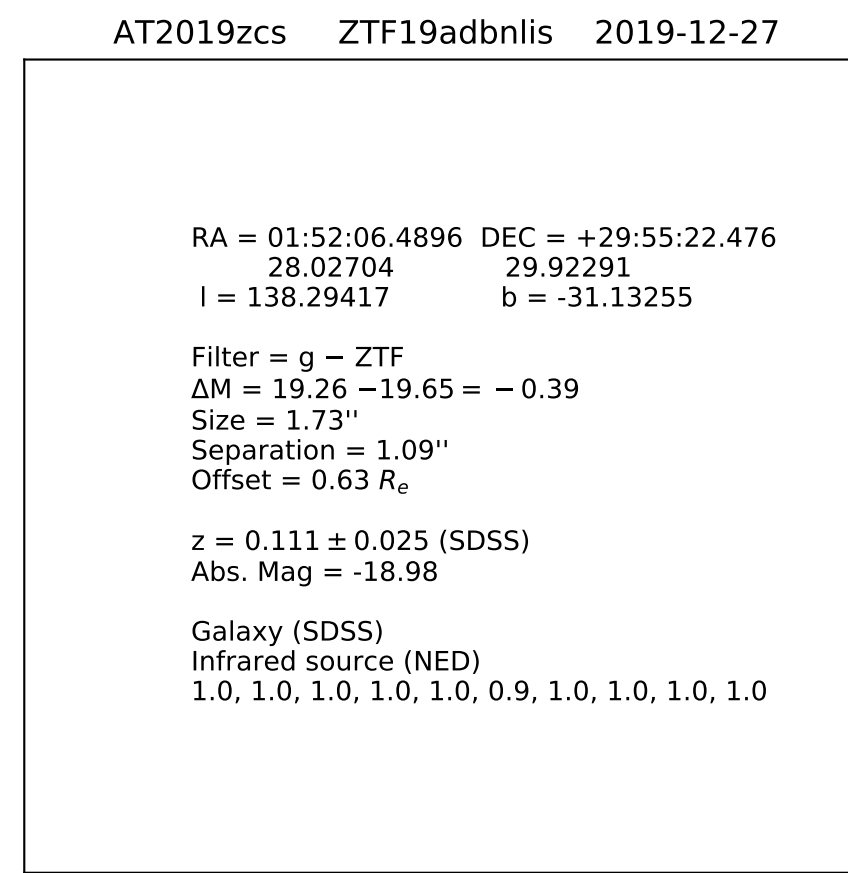 AT2019zcs ZTF19adbnlis 2019-12-27
RA = 01:52:06.4896 DEC = +29:55:22.476
28.02704 29.92291
l = 138.29417 b = -31.13255
Filter = g − ZTF
ΔM = 19.26 −19.65 = − 0.39
Size = 1.73''
Separation = 1.09''
Offset = 0.63 Re
z = 0.111 ± 0.025 (SDSS)
Abs. Mag = -18.98
Galaxy (SDSS)
Infrared source (NED)
1.0, 1.0, 1.0, 1.0, 1.0, 0.9, 1.0, 1.0, 1.0, 1.0